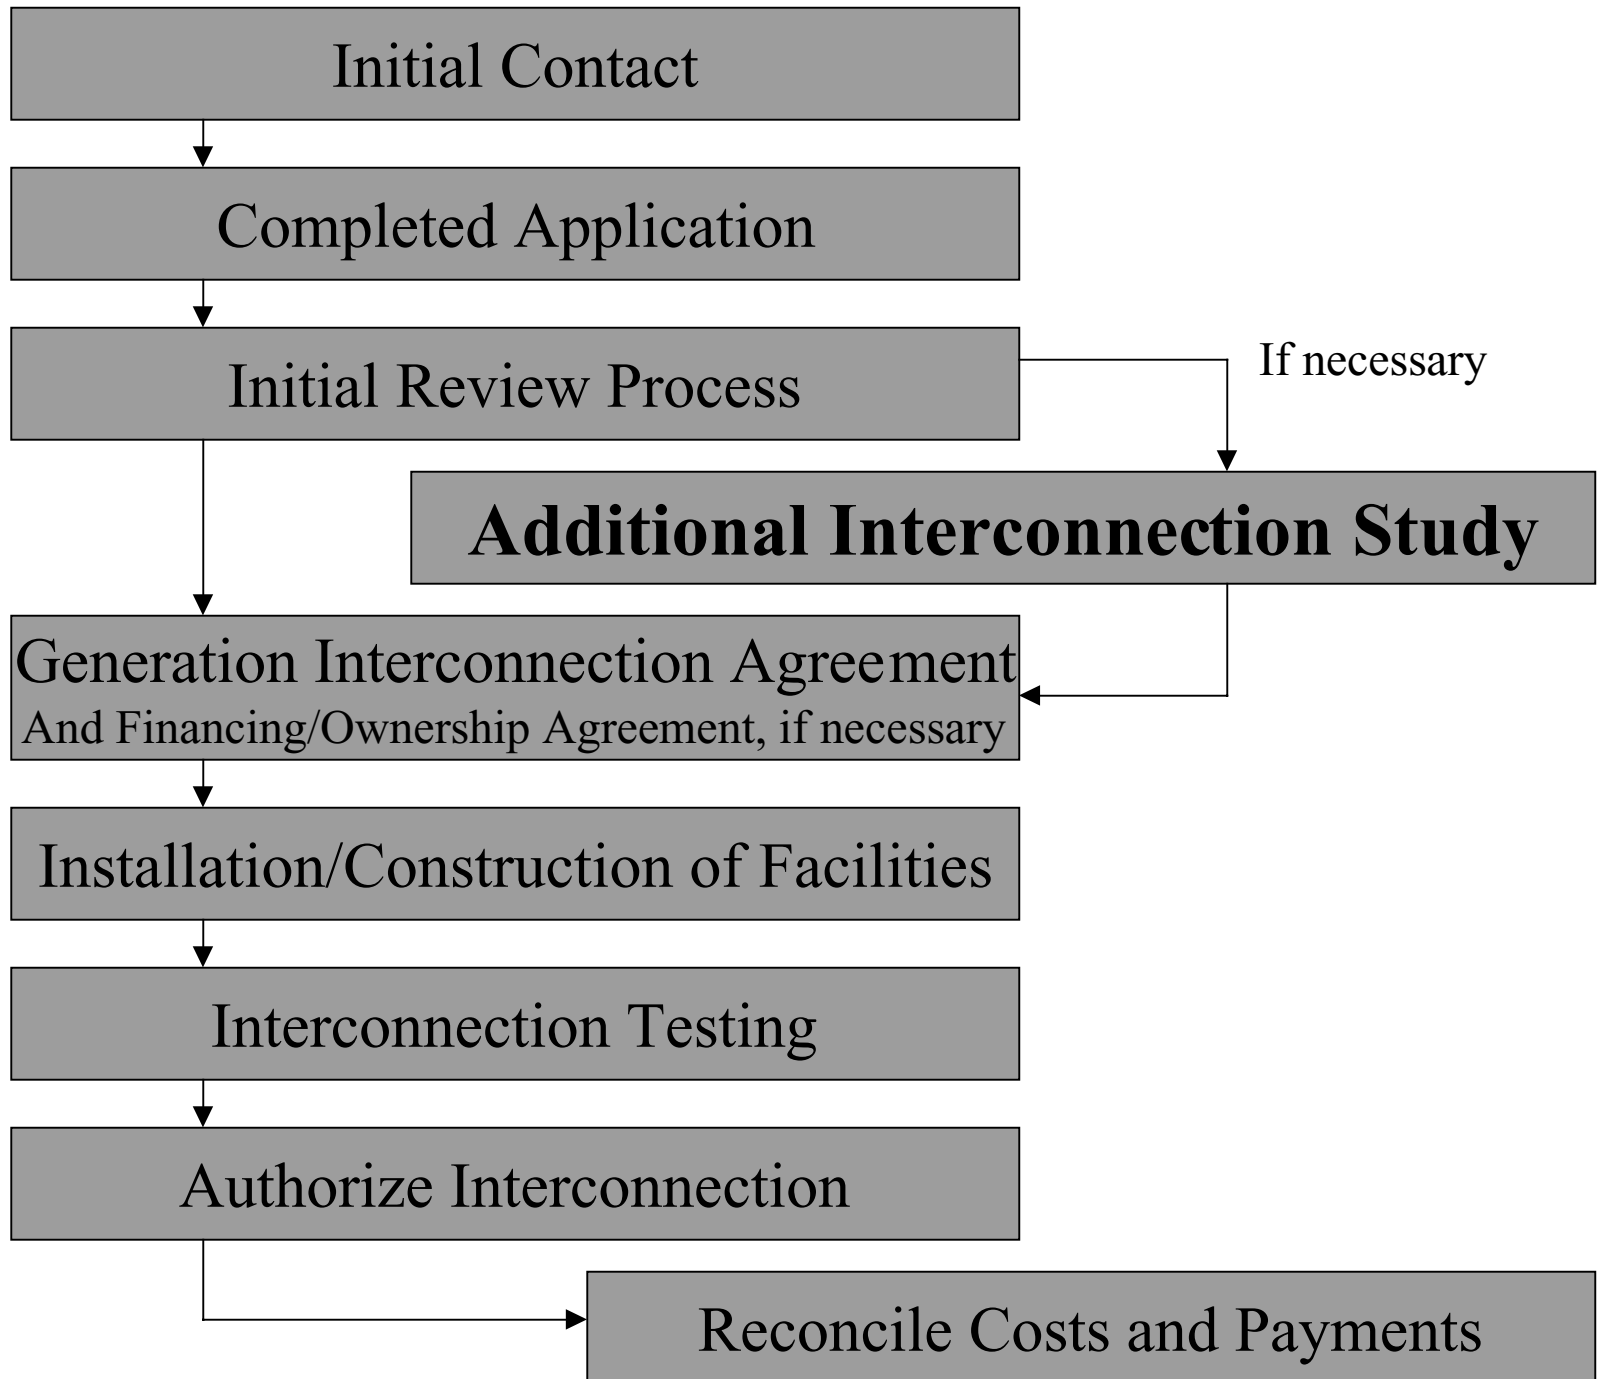 Initial Contact
Completed Application
Initial Review Process
If necessary
Additional Interconnection Study
Generation Interconnection Agreement
And Financing/Ownership Agreement, if necessary
Installation/Construction of Facilities
Interconnection Testing
Authorize Interconnection
Reconcile Costs and Payments